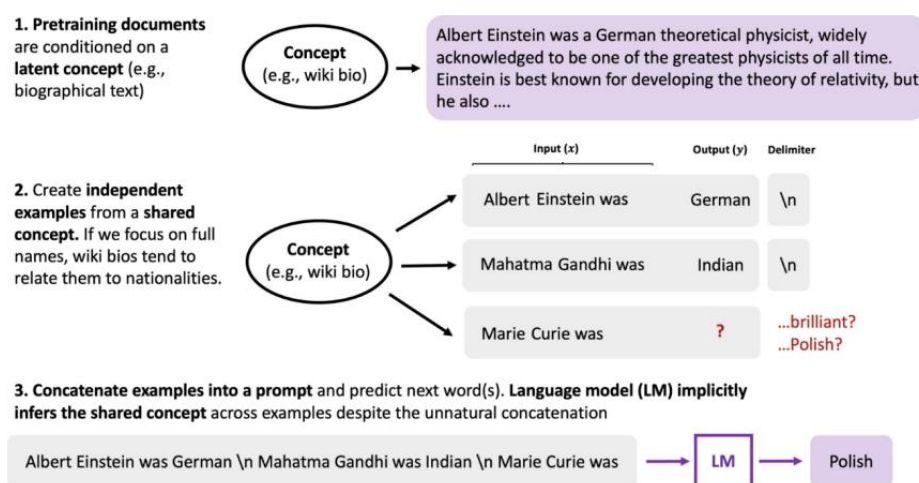 1. Pretraining documents
are conditioned on a
latent concept (e.g.,
biographical text)
Concept
(e.g., wiki bio)
Albert Einstein was a German theoretical physicist, widely
acknowledged to be one of the greatest physicists of all time.
Einstein is best known for developing the theory of relativity, but
he also ....
Input (x) Output (y) Delimiter
2. Create independent
examples from a shared
concept. If we focus on full
names, wiki bios tend to
relate them to nationalities.
Concept
(e.g., wiki bio)
Albert Einstein was German \n
Mahatma Gandhi was Indian \n
Marie Curie was ? ...brilliant?
...Polish?
3. Concatenate examples into a prompt and predict next word(s). Language model (LM) implicitly
infers the shared concept across examples despite the unnatural concatenation
Albert Einstein was German \n Mahatma Gandhi was Indian \n Marie Curie was LM Polish